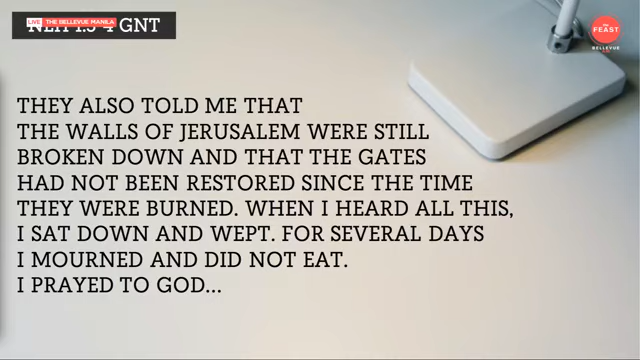 LIVE THE BELLEVUE MANILA
GNT
the
FEAST
BELLEVUE
THEY ALSO TOLD ME THAT
THE WALLS OF JERUSALEM WERE STILL
BROKEN DOWN AND THAT THE GATES
HAD NOT BEEN RESTORED SINCE THE TIME
THEY WERE BURNED. WHEN I HEARD ALL THIS,
I SAT DOWN AND WEPT. FOR SEVERAL DAYS
I MOURNED AND DID NOT EAT.
I PRAYED TO GOD...